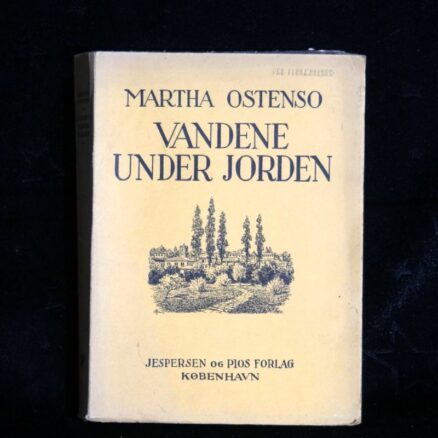 MARTHA OSTENSO
VANDENE
UNDER JORDEN
JESPERSEN OG PIOS FORLAG
KØBENHAVN